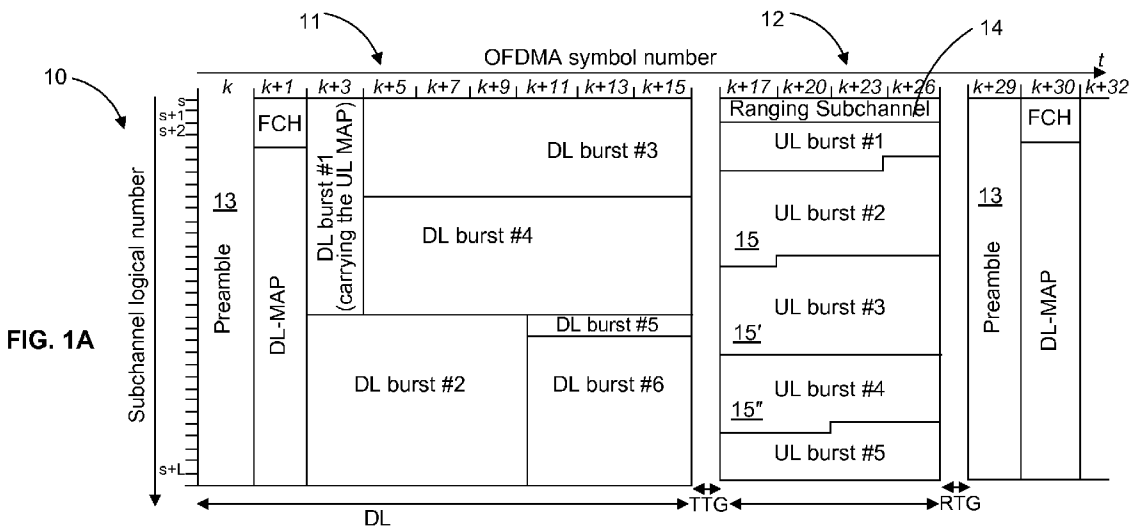 11
12
14
OFDMA symbol number
t
10
k k+1 k+3 k+5 k+7 k+9 k+11 k+13 k+15 k+17 k+20 k+23 k+26 k+29 k+30 k+32
s
s+1
s+2
s+L
Subchannel logical number
FIG. 1A
13
Preamble
FCH
DL-MAP
DL burst #1
(carrying the UL MAP)
DL burst #3
DL burst #4
DL burst #5
DL burst #2
DL burst #6
Ranging Subchannel
UL burst #1
UL burst #2
15
UL burst #3
15′
UL burst #4
15″
UL burst #5
13
Preamble
FCH
DL-MAP
DL
TTG
RTG